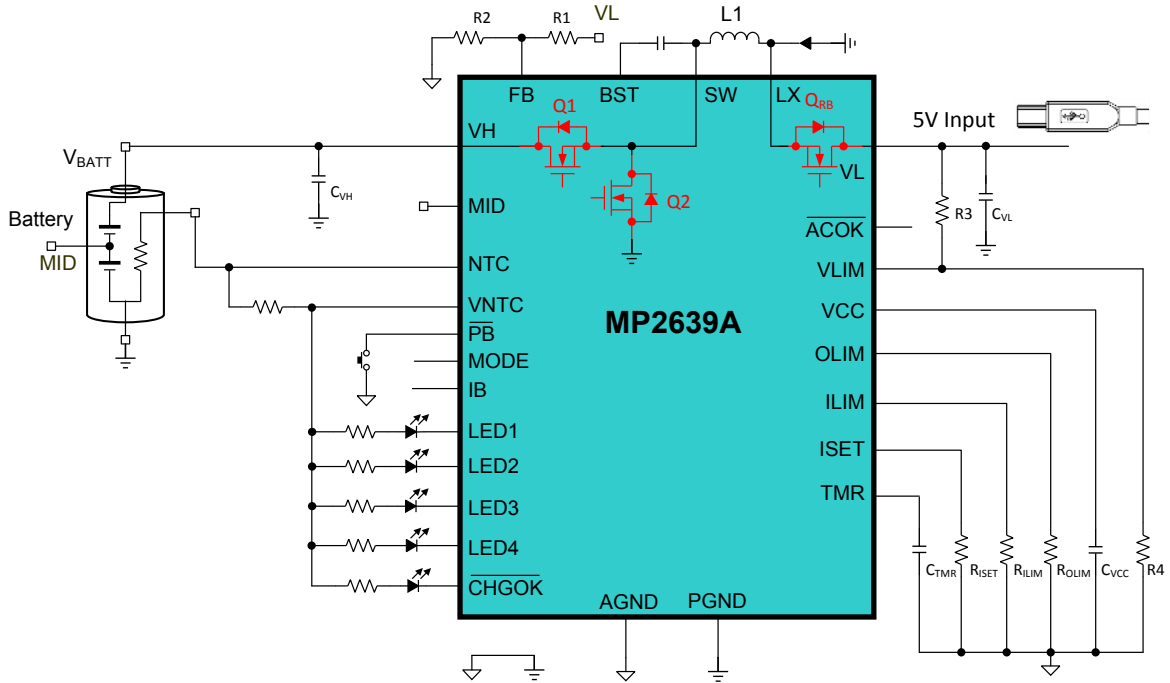 R2
R1
VL
L1
FB
BST
SW
LX
Q1
QRB
5V Input
VH
VL
VBATT
CVH
Q2
R3
CVL
Battery
MID
MID
ACOK
NTC
VLIM
VNTC
MP2639A
VCC
PB
MODE
OLIM
IB
ILIM
LED1
ISET
LED2
TMR
LED3
LED4
CHGOK
CTMR
RISET
RILIM
ROLIM
CVCC
R4
AGND
PGND